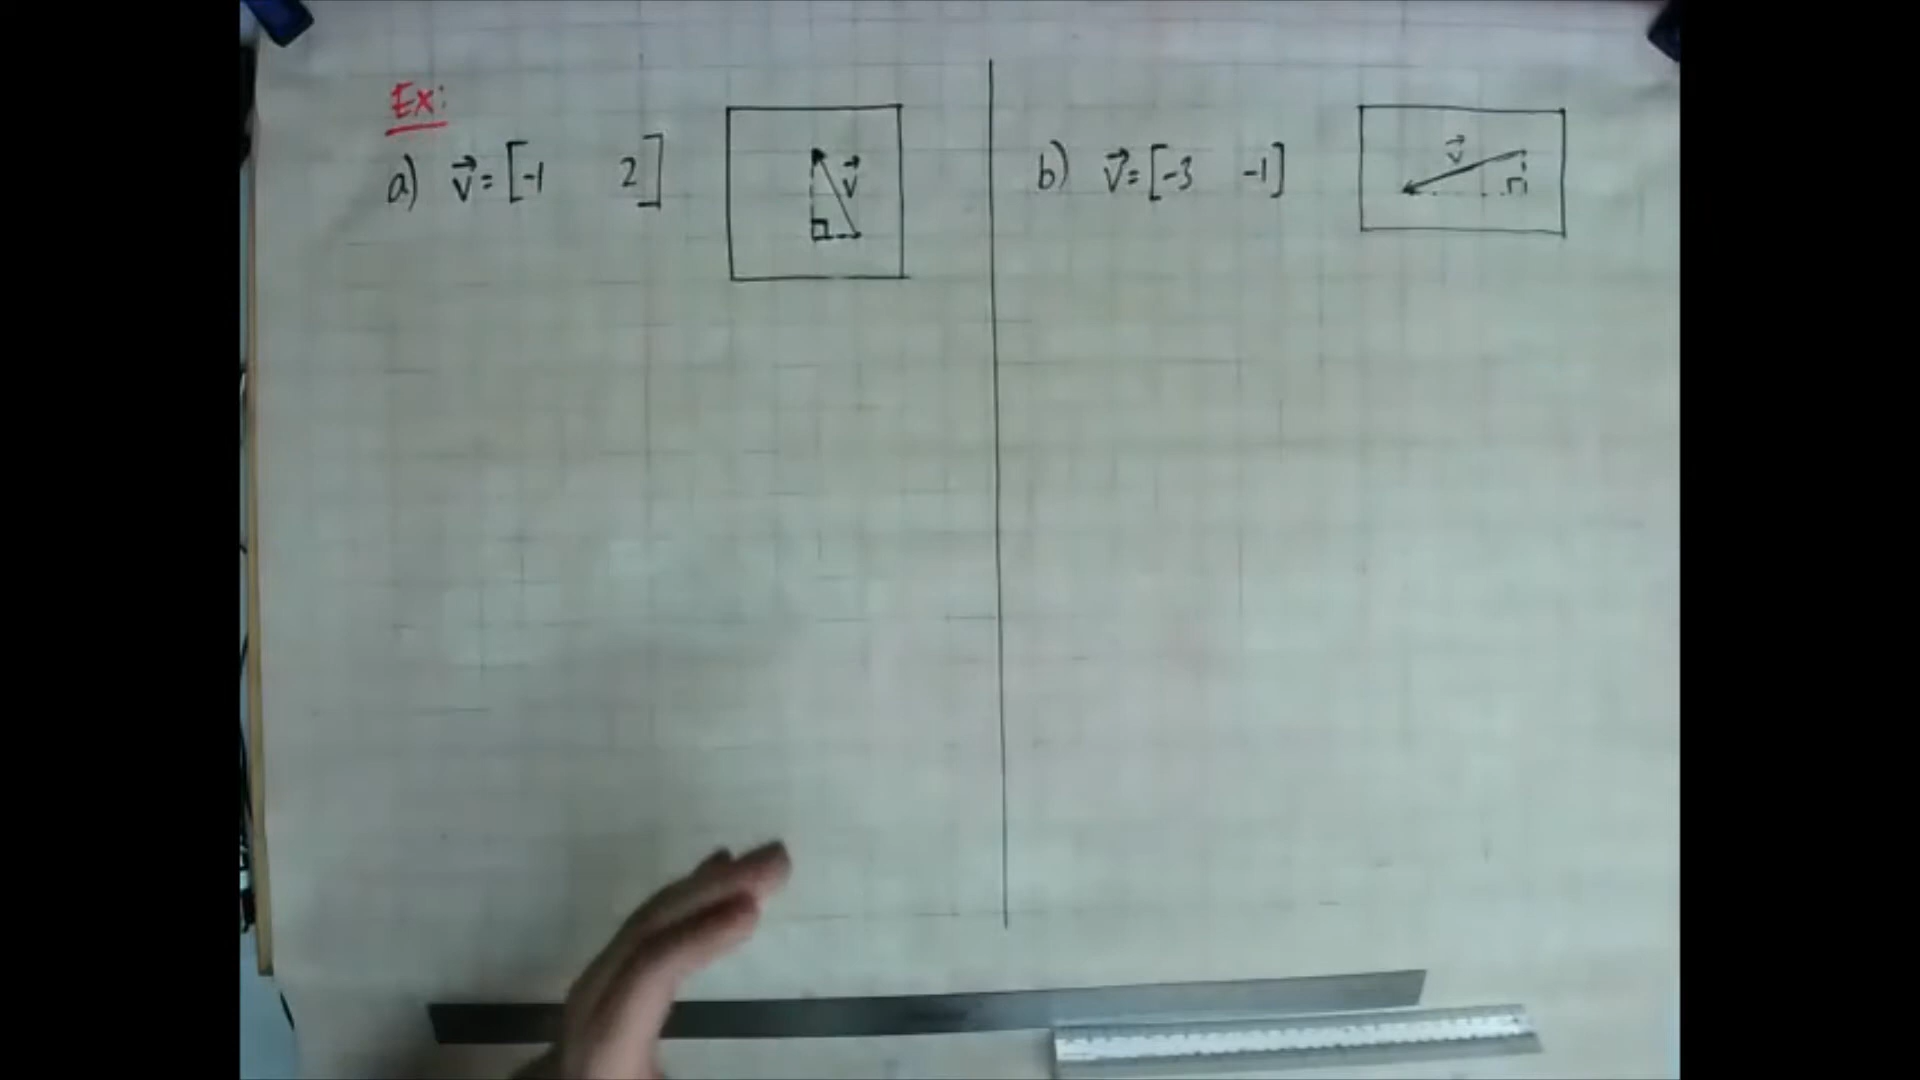 Ex:
a) v⃗ = [-1 2]
v⃗
b) v⃗ = [-3 -1]
v⃗